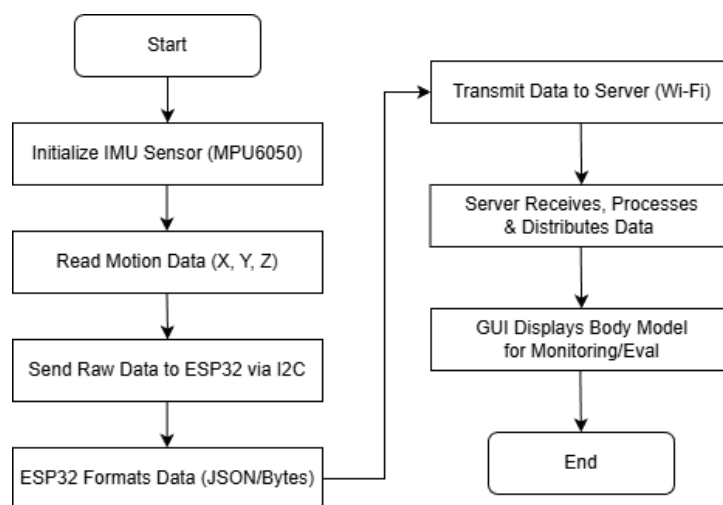 Start
Initialize IMU Sensor (MPU6050)
Read Motion Data (X, Y, Z)
Send Raw Data to ESP32 via I2C
ESP32 Formats Data (JSON/Bytes)
Transmit Data to Server (Wi-Fi)
Server Receives, Processes
& Distributes Data
GUI Displays Body Model
for Monitoring/Eval
End